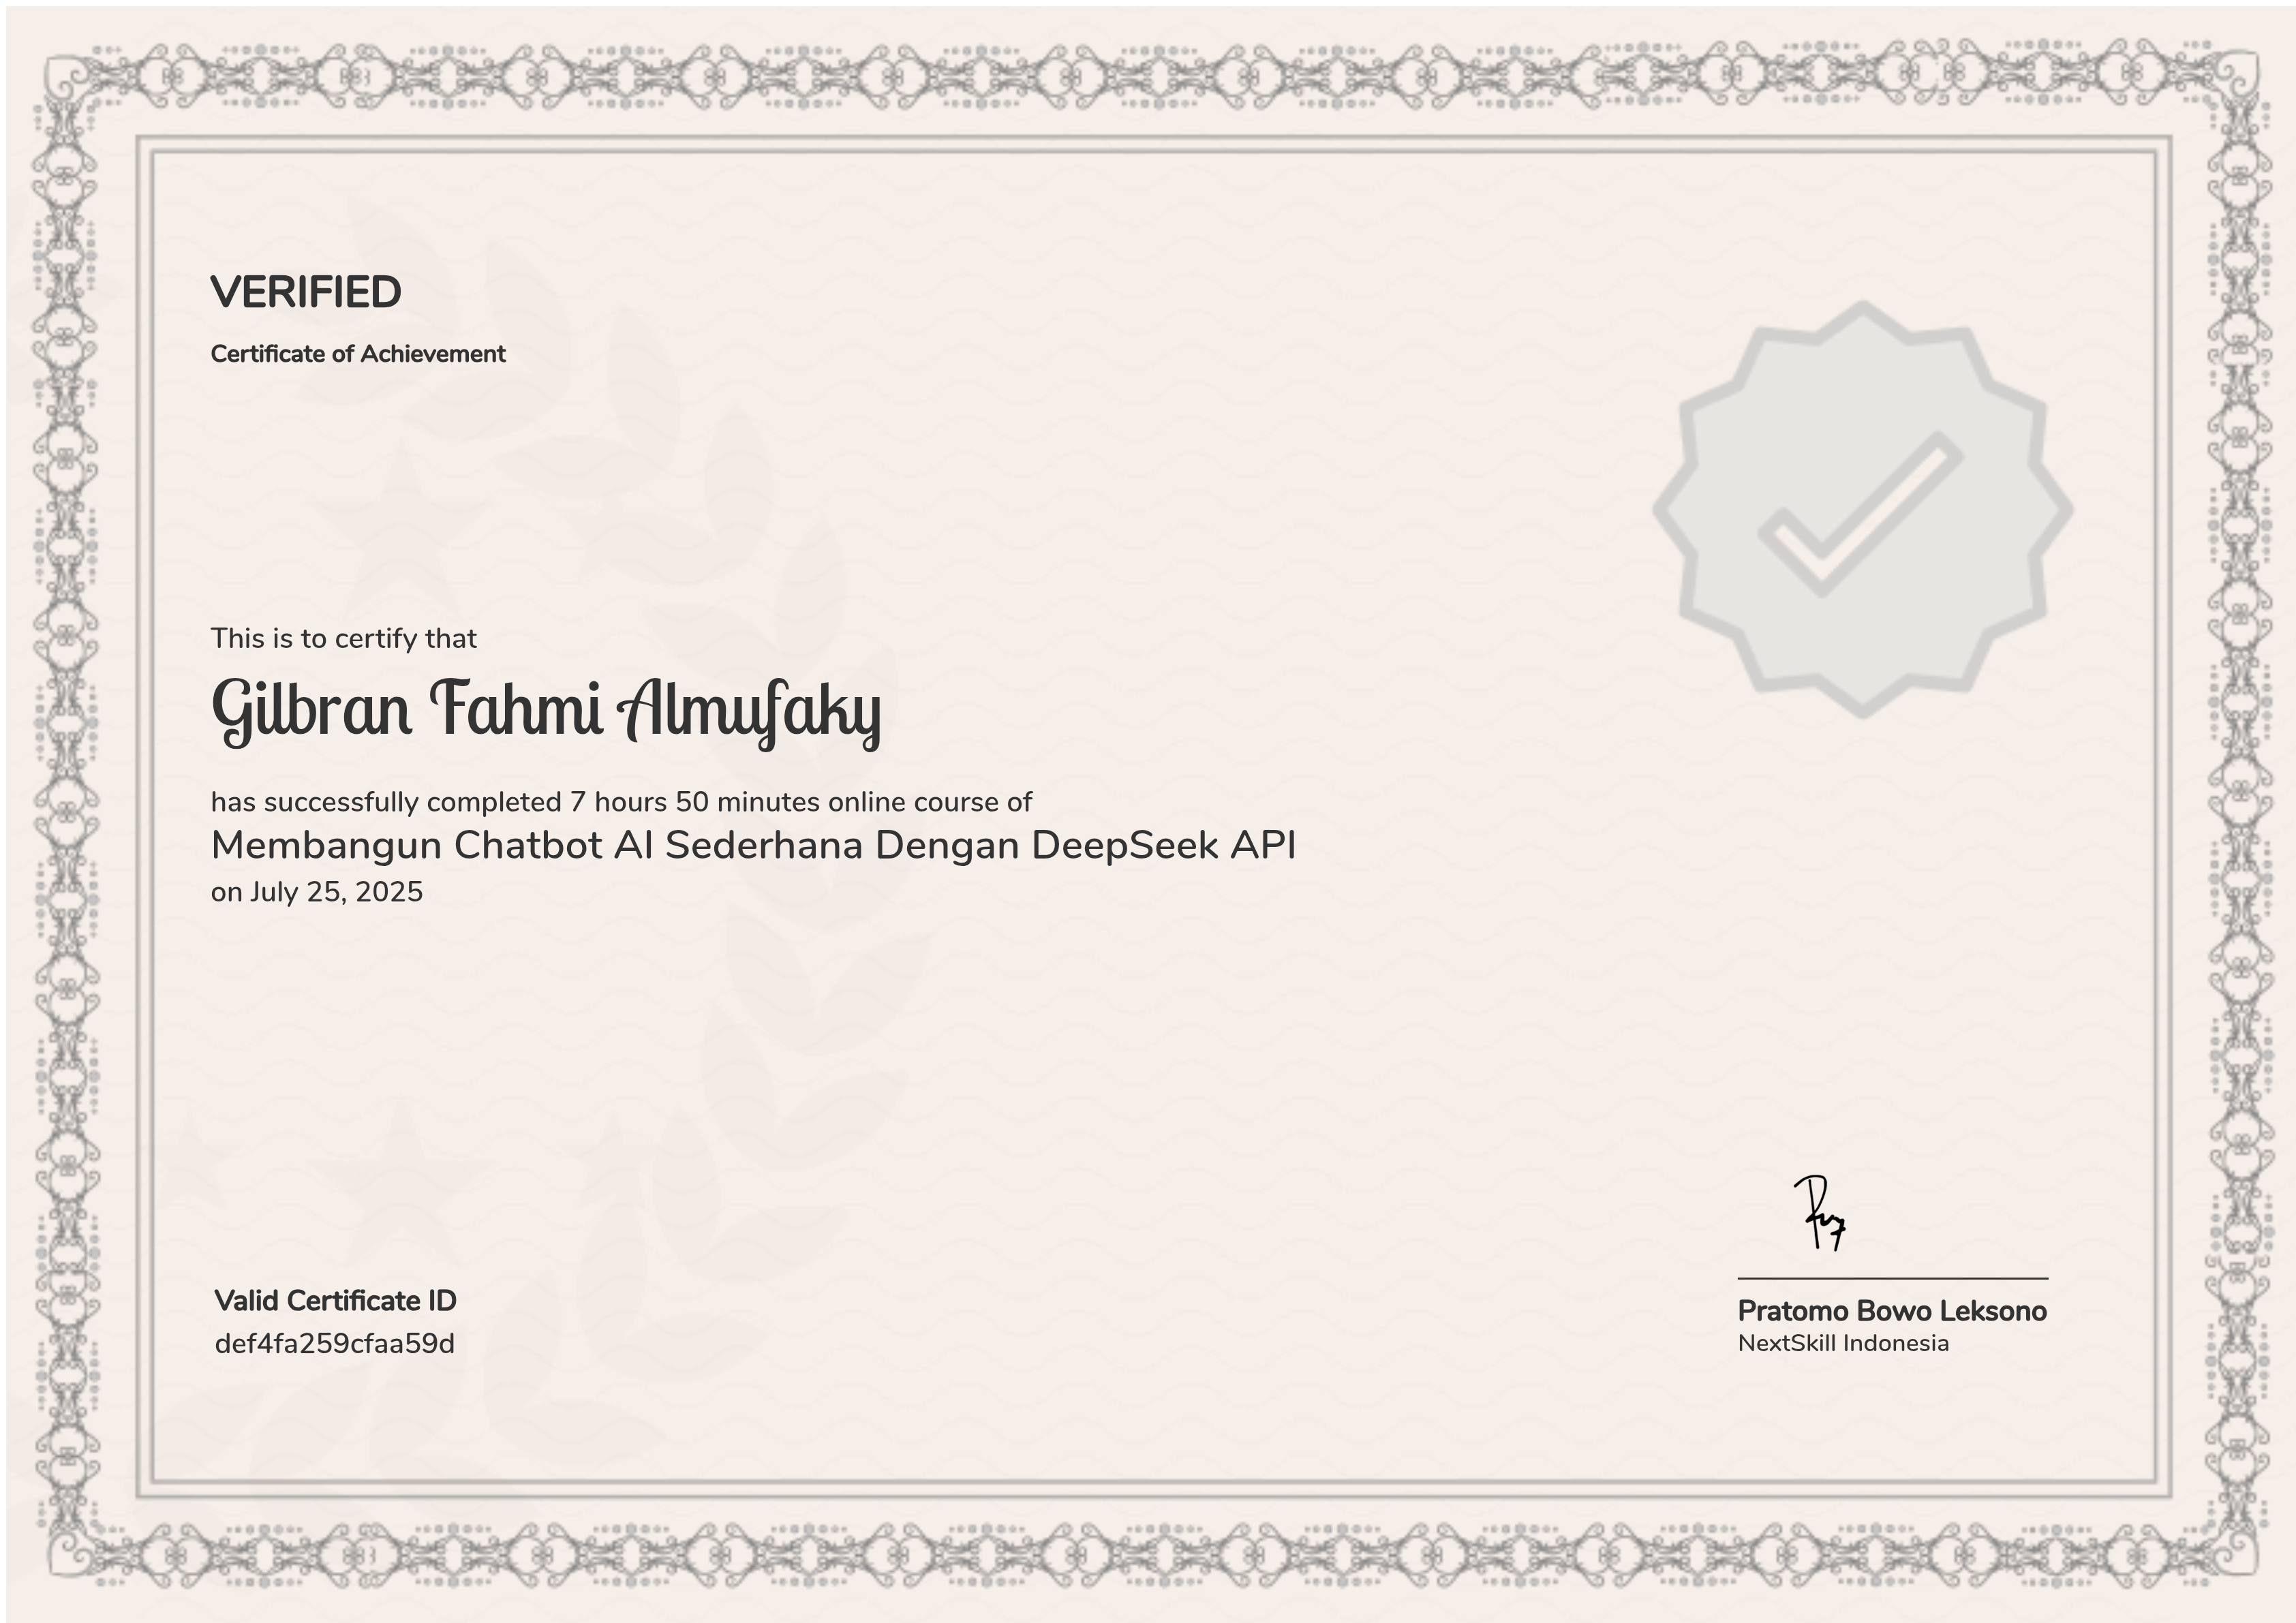 VERIFIED
Certificate of Achievement
This is to certify that
Gilbran Fahmi Almufaky
has successfully completed 7 hours 50 minutes online course of
Membangun Chatbot AI Sederhana Dengan DeepSeek API
on July 25, 2025
Valid Certificate ID
def4fa259cfaa59d
Pratomo Bowo Leksono
NextSkill Indonesia